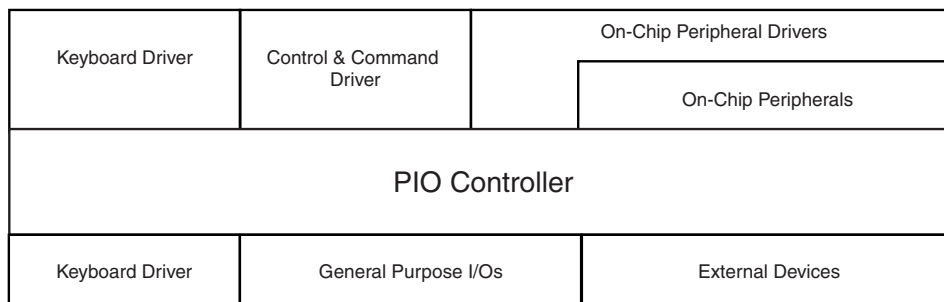 Keyboard Driver
Control & Command
Driver
On-Chip Peripheral Drivers
On-Chip Peripherals
PIO Controller
Keyboard Driver
General Purpose I/Os
External Devices